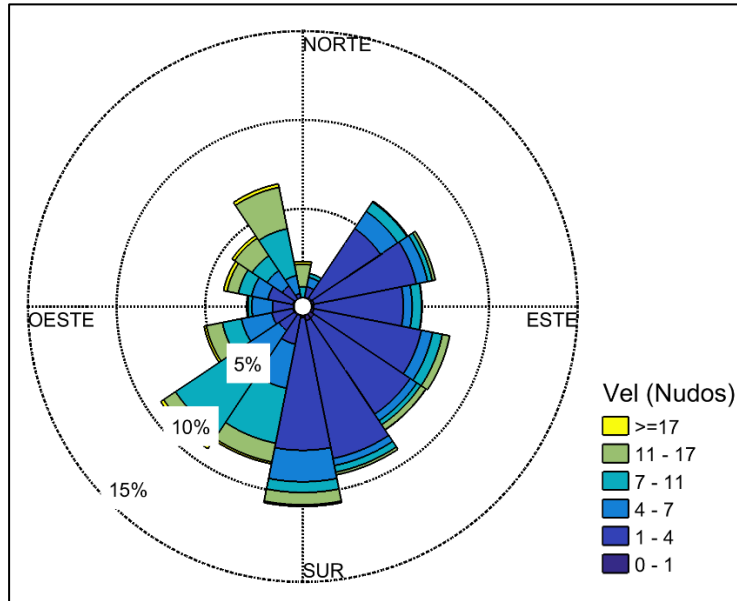 NORTE
OESTE
ESTE
5%
10%
15%
SUR
Vel (Nudos)
>=17
11 - 17
7 - 11
4 - 7
1 - 4
0 - 1